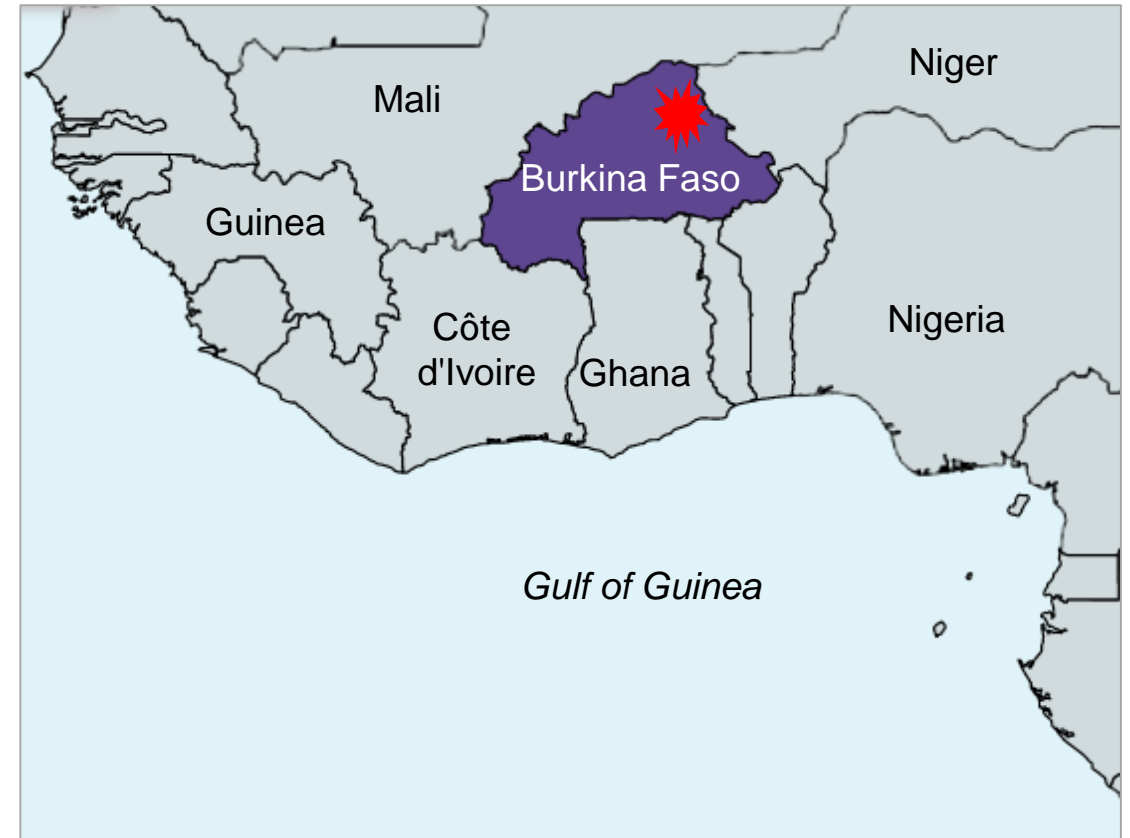 Niger
Mali
Burkina Faso
Guinea
Nigeria
Côte
d'Ivoire
Ghana
Gulf of Guinea